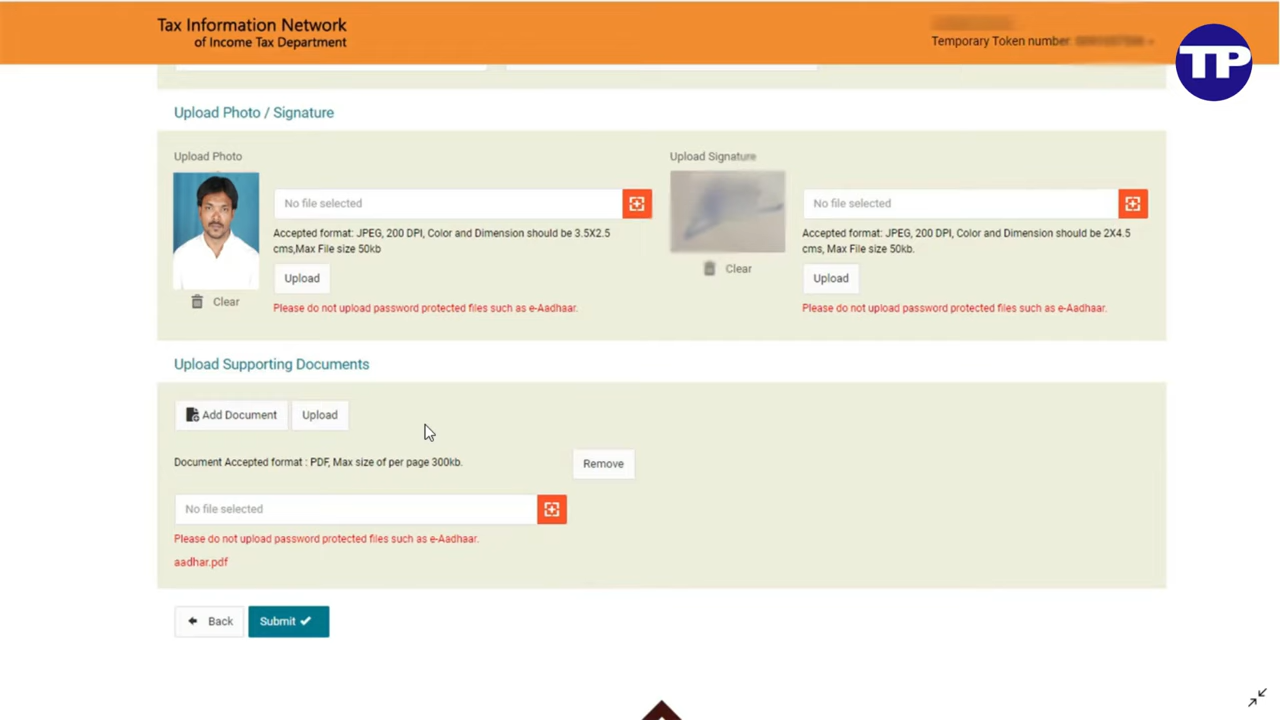 Tax Information Network
of Income Tax Department
Temporary Token number:
TP
Upload Photo / Signature
Upload Photo
No file selected
Accepted format: JPEG, 200 DPI, Color and Dimension should be 3.5X2.5
cms,Max File size 50kb
Upload
Clear
Please do not upload password protected files such as e-Aadhaar.
Upload Signature
No file selected
Accepted format: JPEG, 200 DPI, Color and Dimension should be 2X4.5
cms, Max File size 50kb.
Clear
Upload
Please do not upload password protected files such as e-Aadhaar.
Upload Supporting Documents
Add Document
Upload
Document Accepted format : PDF, Max size of per page 300kb.
Remove
No file selected
Please do not upload password protected files such as e-Aadhaar.
aadhar.pdf
Back
Submit